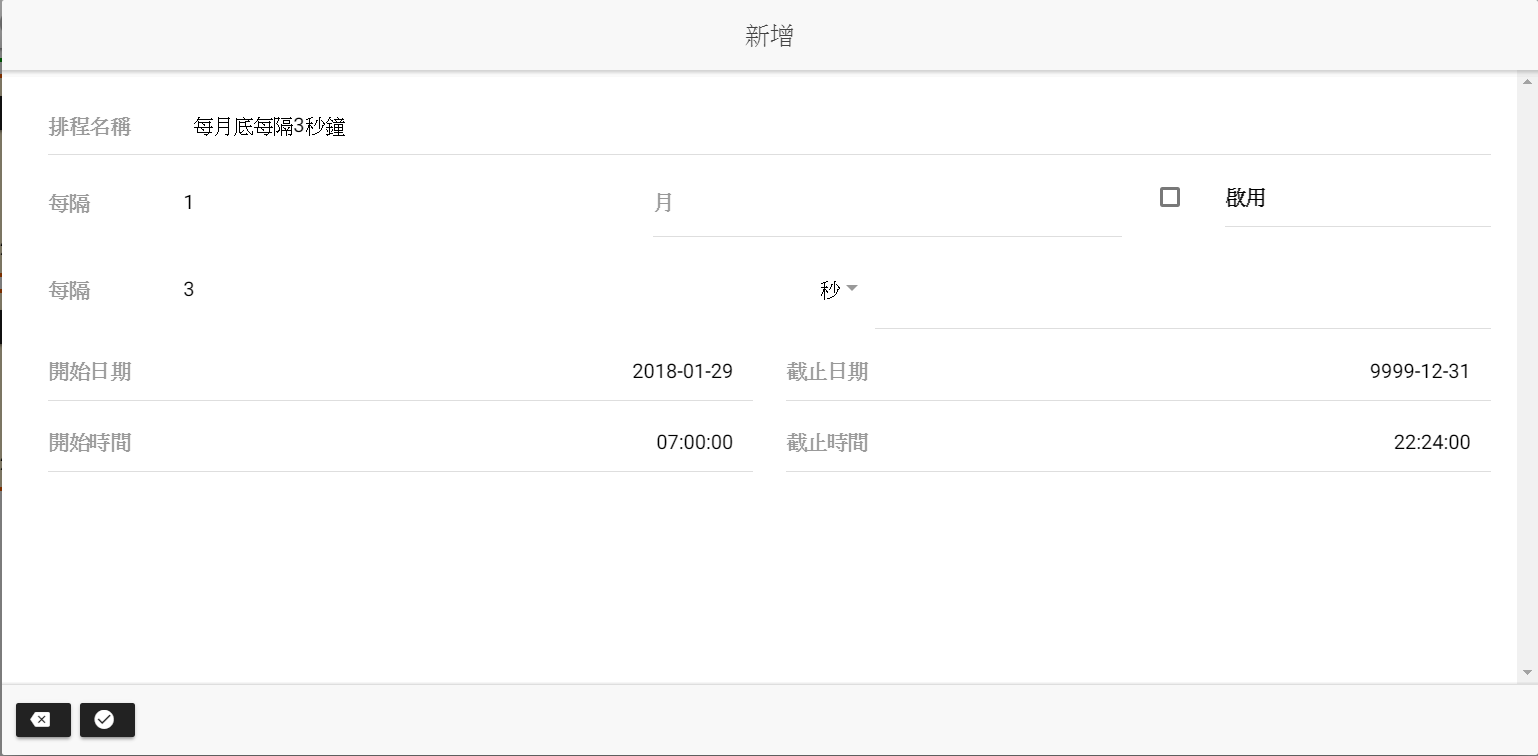 新增
排程名稱 每月底每隔3秒鐘
每隔 1 月 啟用
每隔 3 秒
開始日期 2018-01-29 截止日期 9999-12-31
開始時間 07:00:00 截止時間 22:24:00